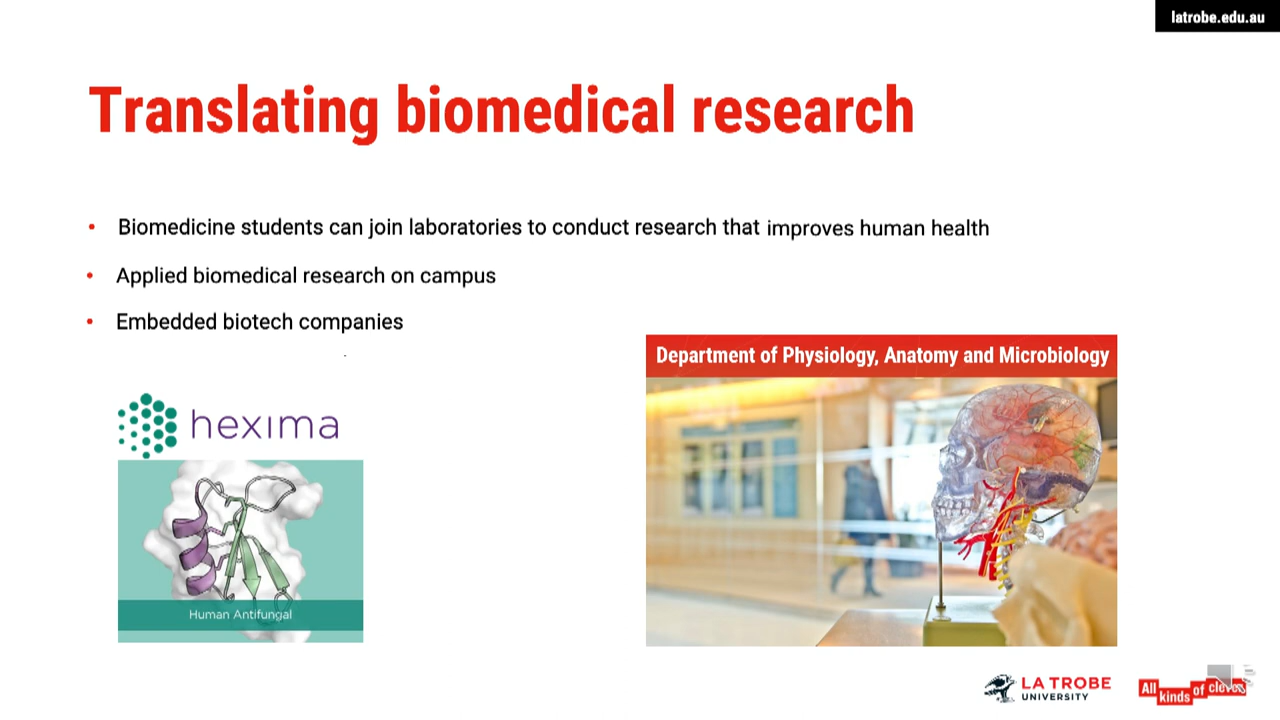 latrobe.edu.au
Translating biomedical research
• Biomedicine students can join laboratories to conduct research that improves human health
• Applied biomedical research on campus
• Embedded biotech companies
Department of Physiology, Anatomy and Microbiology
hexima
Human Antifungal
LA TROBE
UNIVERSITY
All
kinds
of